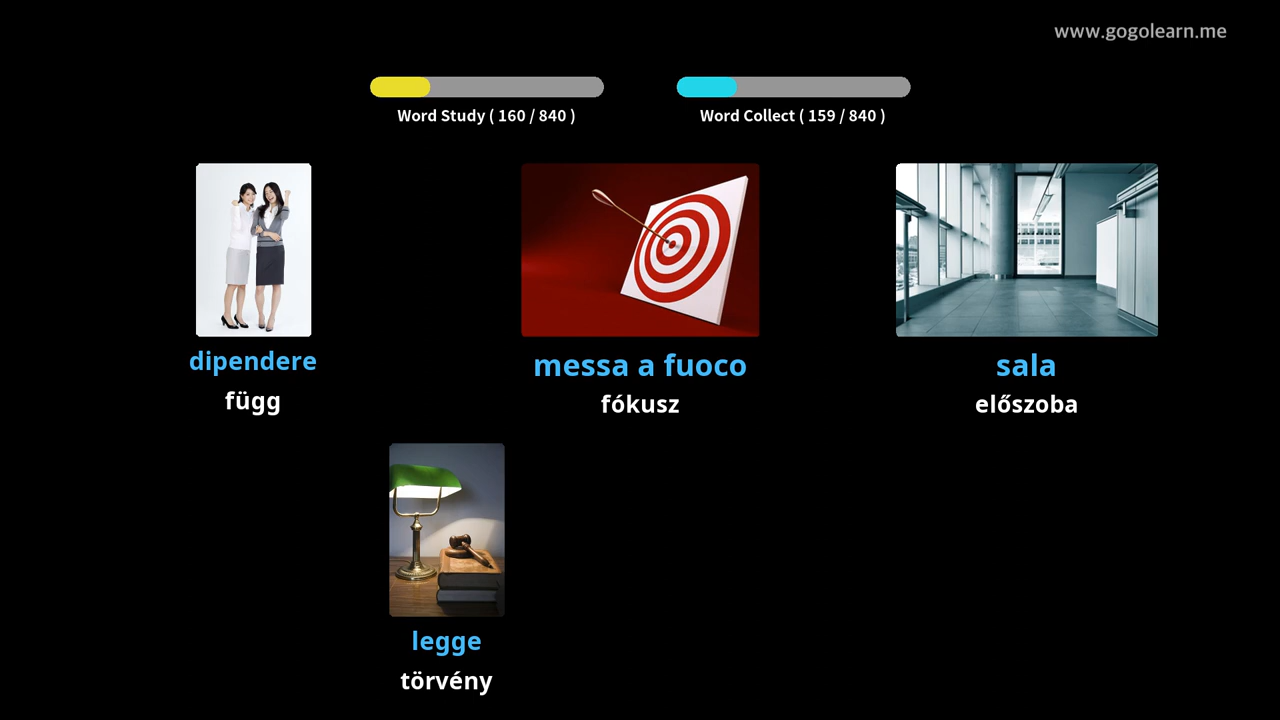 www.gogolearn.me
Word Study ( 160 / 840 )
Word Collect ( 159 / 840 )
dipendere
függ
messa a fuoco
fókusz
sala
előszoba
legge
törvény